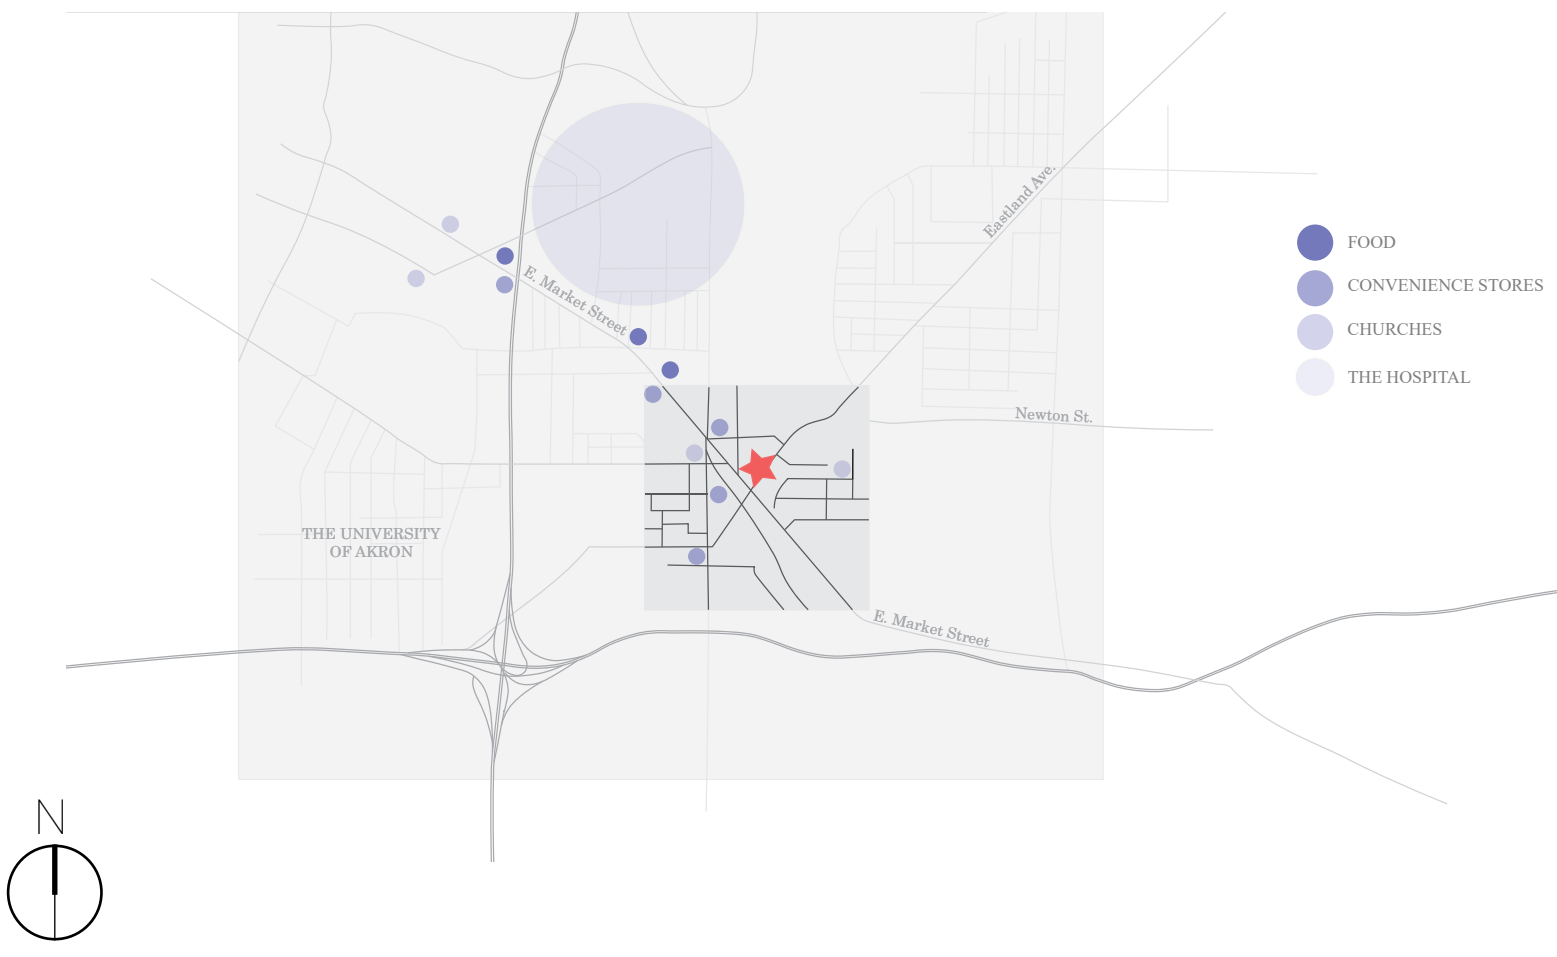 Eastland Ave.
FOOD
E. Market Street
CONVENIENCE STORES
CHURCHES
THE HOSPITAL
Newton St.
THE UNIVERSITY
OF AKRON
E. Market Street
N